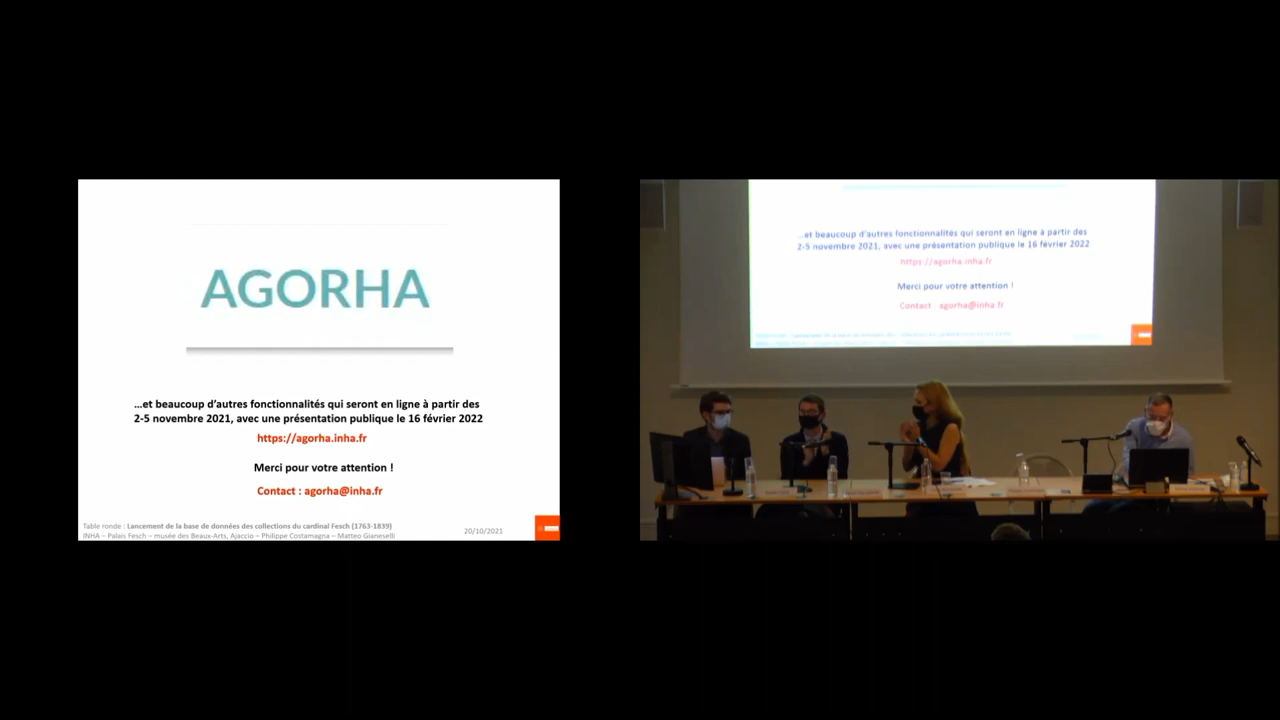 AGORHA
...et beaucoup d'autres fonctionnalités qui seront en ligne à partir des
2-5 novembre 2021, avec une présentation publique le 16 février 2022
https://agorha.inha.fr
Merci pour votre attention !
Contact : agorha@inha.fr
Table ronde : Lancement de la base de données des collections du cardinal Fesch (1763-1839)
INHA – Palais Fesch – musée des Beaux-Arts, Ajaccio – Philippe Costamagna – Matteo Gianeselli
20/10/2021
...et beaucoup d'autres fonctionnalités qui seront en ligne à partir des
2-5 novembre 2021, avec une présentation publique le 16 février 2022
https://agorha.inha.fr
Merci pour votre attention !
Contact : agorha@inha.fr